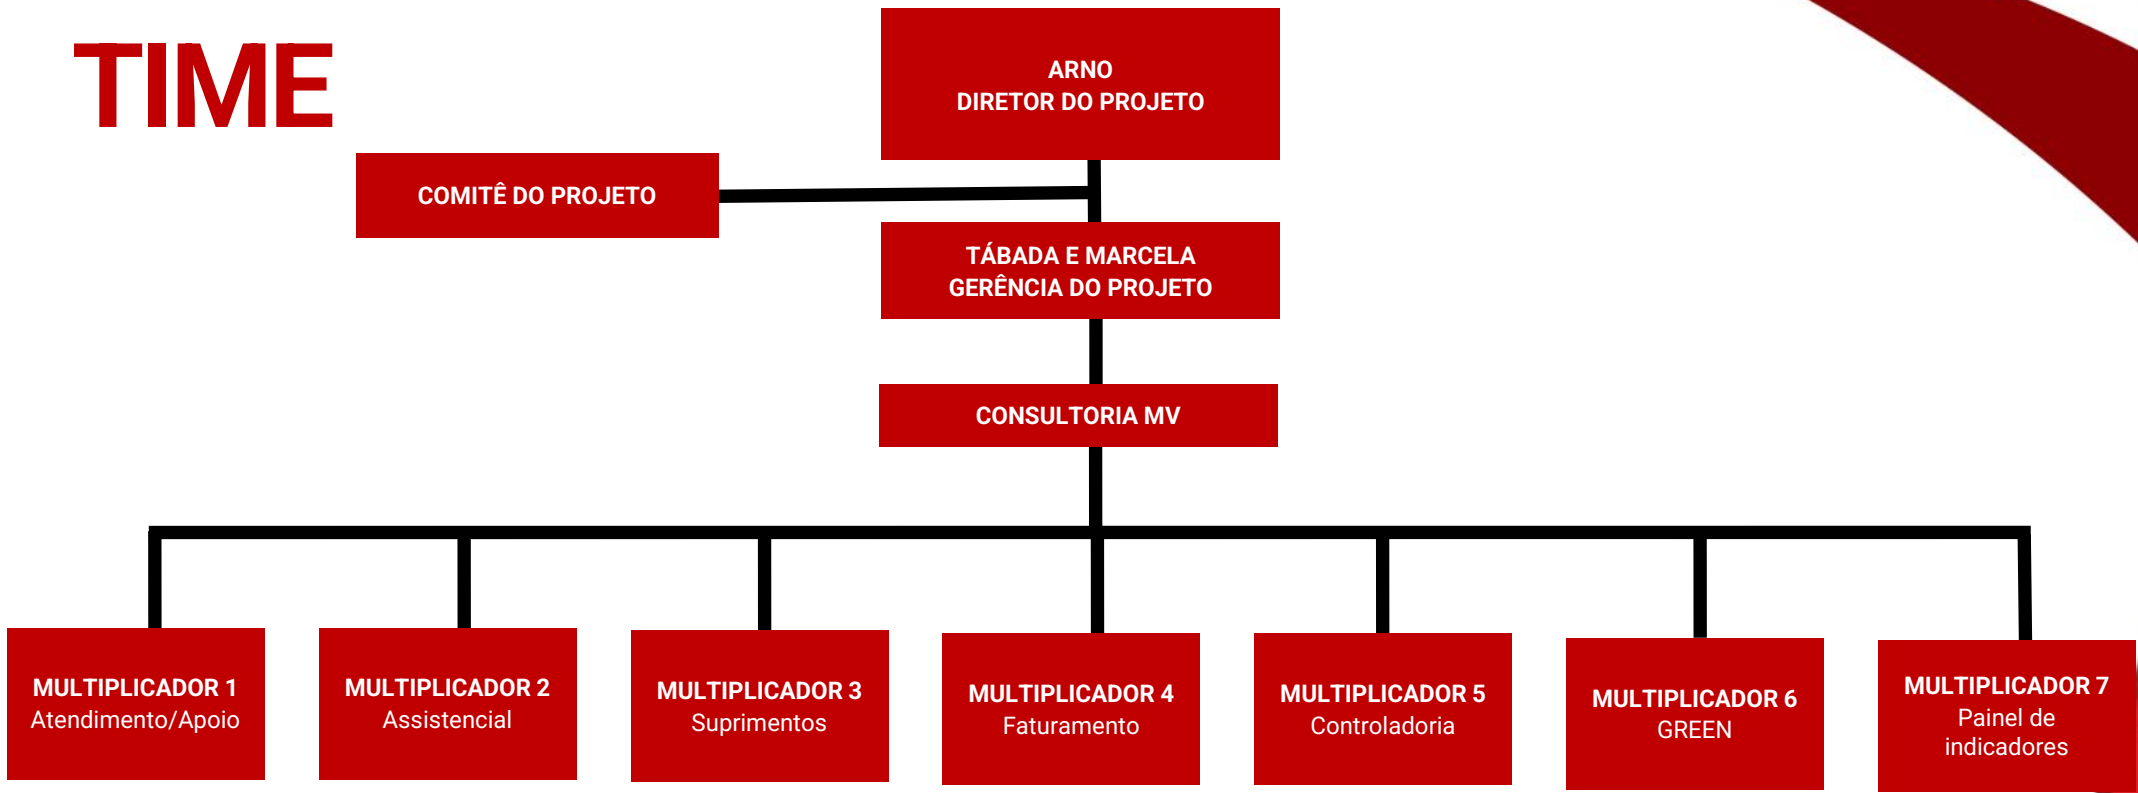 TIME
ARNO
DIRETOR DO PROJETO
COMITÊ DO PROJETO
TÁBADA E MARCELA
GERÊNCIA DO PROJETO
CONSULTORIA MV
MULTIPLICADOR 1
Atendimento/Apoio
MULTIPLICADOR 2
Assistencial
MULTIPLICADOR 3
Suprimentos
MULTIPLICADOR 4
Faturamento
MULTIPLICADOR 5
Controladoria
MULTIPLICADOR 6
GREEN
MULTIPLICADOR 7
Painel de
indicadores